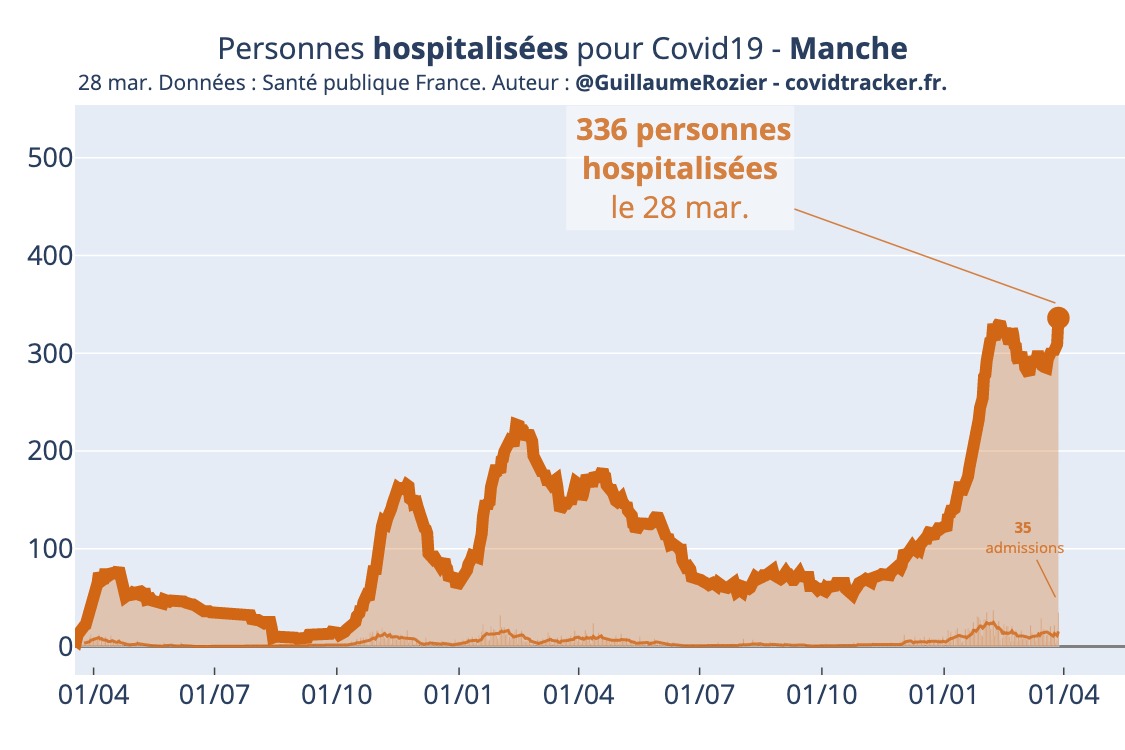 Personnes hospitalisées pour Covid19 - Manche
28 mar. Données : Santé publique France. Auteur : @GuillaumeRozier - covidtracker.fr.
336 personnes
hospitalisées
le 28 mar.
500
400
300
200
100
0
35
admissions
01/04 01/07 01/10 01/01 01/04 01/07 01/10 01/01 01/04